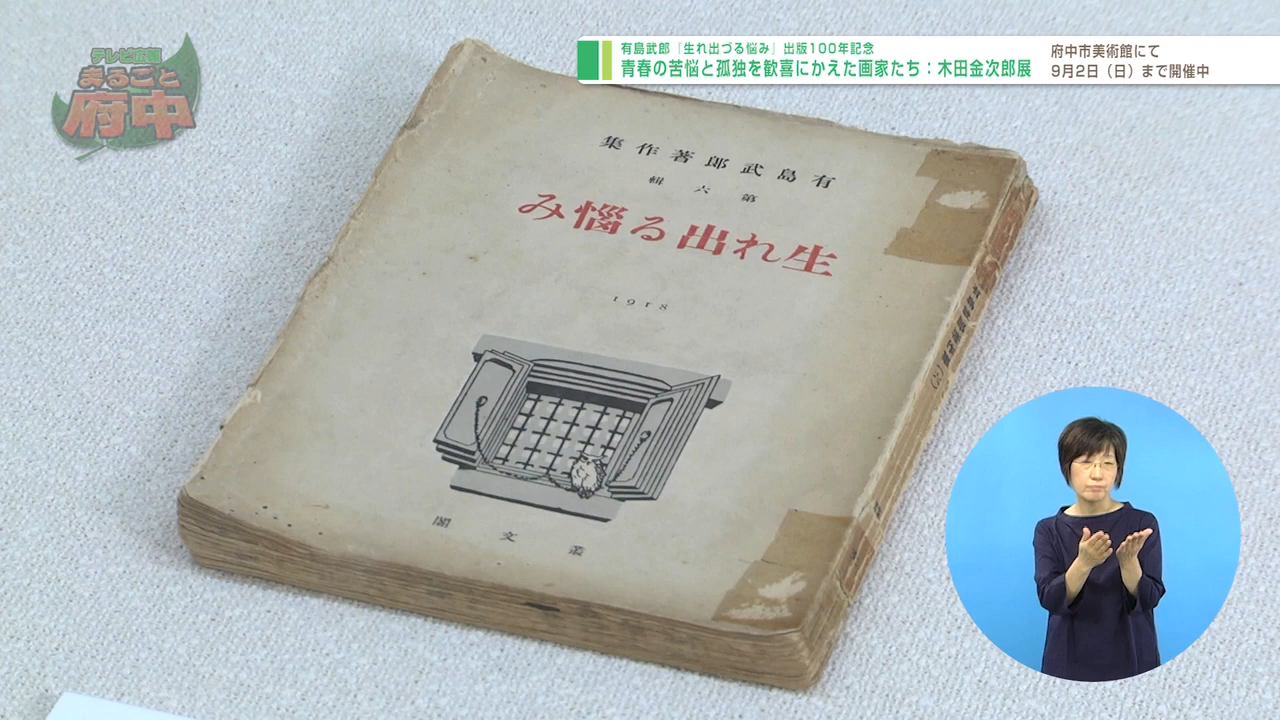 テレビ広報
まるごと
府中
有島武郎『生れ出づる悩み』出版100年記念
青春の苦悩と孤独を歓喜にかえた画家たち：木田金次郎展
府中市美術館にて
9月2日（日）まで開催中
集作著郎武島有
輯六第
み惱る出れ生
1918
閣文叢